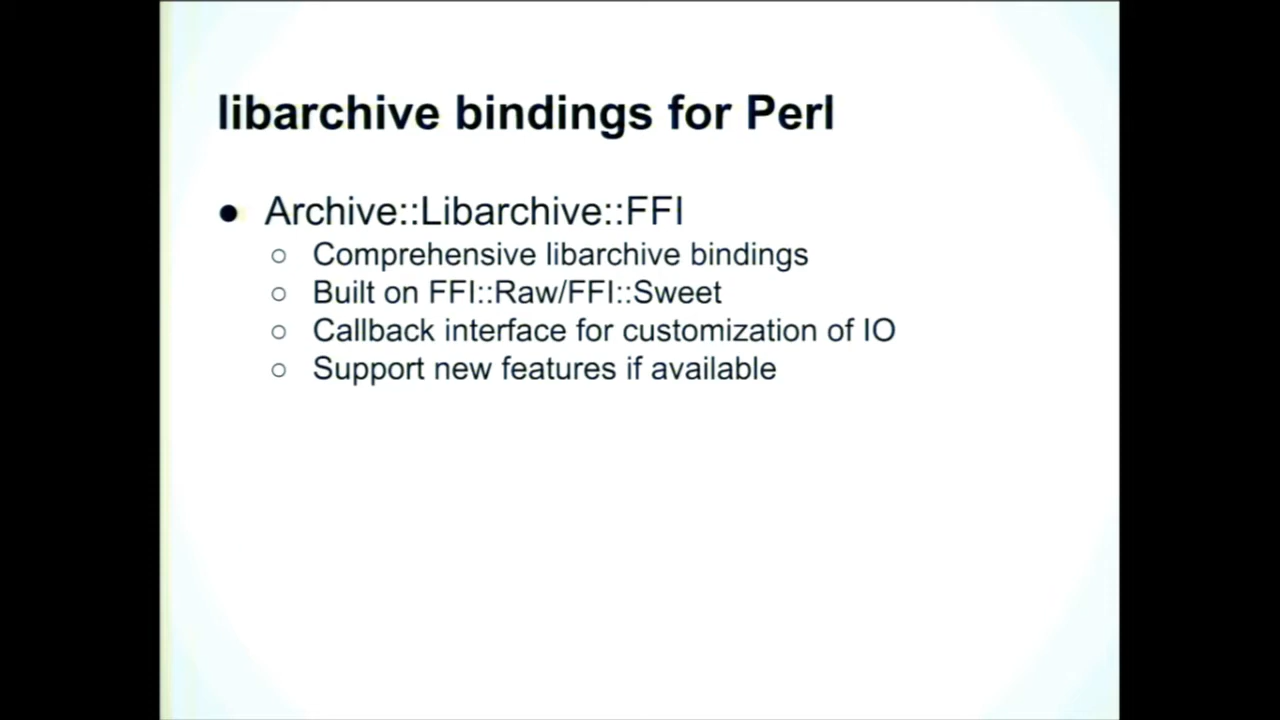 libarchive bindings for Perl
● Archive::Libarchive::FFI
○ Comprehensive libarchive bindings
○ Built on FFI::Raw/FFI::Sweet
○ Callback interface for customization of IO
○ Support new features if available